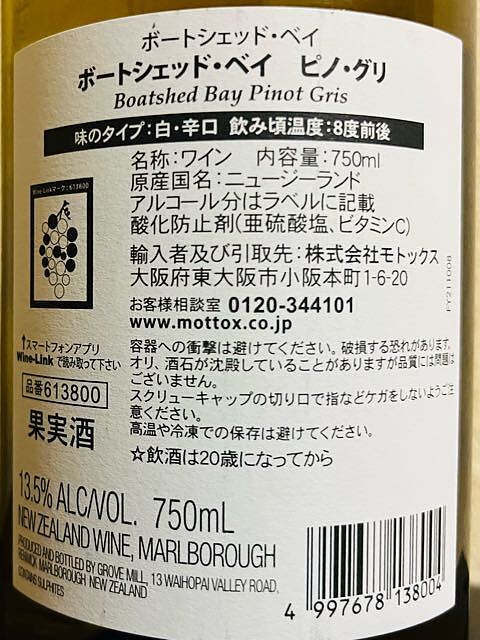 ボートシェッド・ベイ
ボートシェッド・ベイ ピノ・グリ
Boatshed Bay Pinot Gris
味のタイプ：白・辛口 飲み頃温度：8度前後
名称：ワイン 内容量：750ml
原産国名：ニュージーランド
アルコール分はラベルに記載
酸化防止剤(亜硫酸塩、ビタミンC)
輸入者及び引取先：株式会社モトックス
大阪府東大阪市小阪本町1-6-20
お客様相談室 0120-344101
www.mottox.co.jp
Wine-Linkマーク:613800
↑スマートフォンアプリ
Wine-Linkで読み取って下さい
品番613800
果実酒
容器への衝撃は避けてください。破損する恐れがあります。
オリ、酒石が沈殿していることがありますが品質には問題は
ございません。
スクリューキャップの切り口で指などケガをしないようご注
意ください。
高温や冷凍での保存は避けてください。
☆飲酒は20歳になってから
FY211008
13.5% ALC/VOL. 750mL
NEW ZEALAND WINE, MARLBOROUGH
PRODUCED AND BOTTLED BY GROVE MILL, 13 WAIHOPAI VALLEY ROAD,
RENWICK MARLBOROUGH NEW ZEALAND
CONTAINS SULPHITES
4 997678 138004